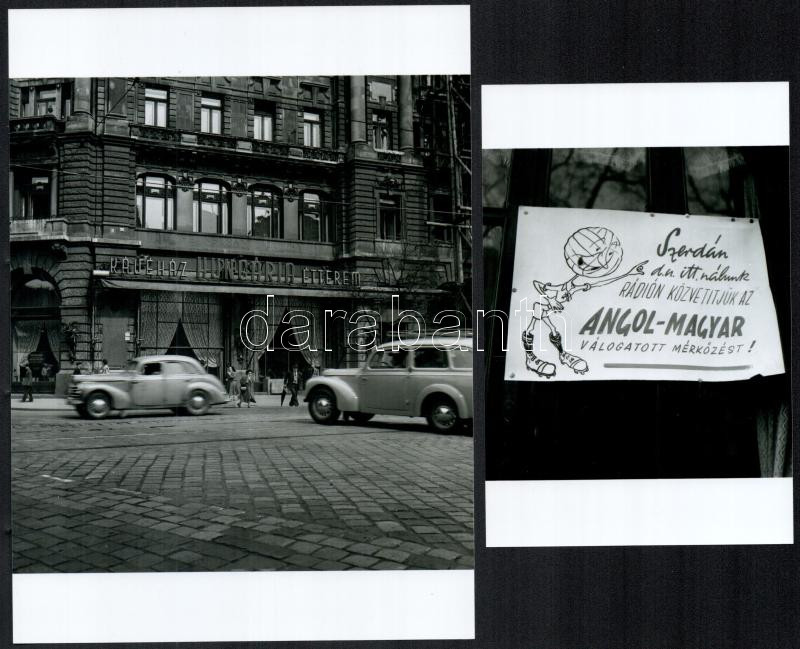 KÁVÉHÁZ HUNGÁRIA ÉTTEREM
Szerdán
d.u. itt nálunk
RÁDIÓN KÖZVETITJÜK AZ
ANGOL-MAGYAR
VÁLOGATOTT MÉRKŐZÉST!
darabanth